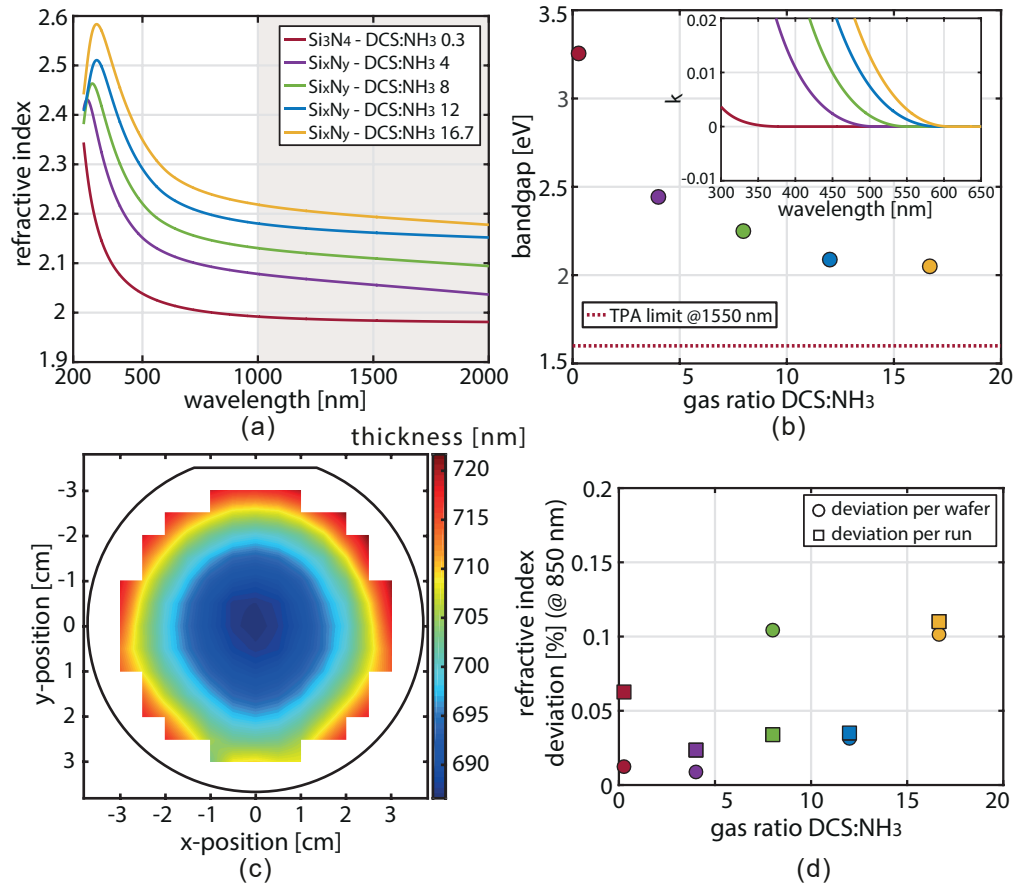 2.6
2.5
2.4
2.3
2.2
2.1
2
1.9
refractive index
Si3N4 - DCS:NH3 0.3
SixNy - DCS:NH3 4
SixNy - DCS:NH3 8
SixNy - DCS:NH3 12
SixNy - DCS:NH3 16.7
200 500 1000 1500 2000
wavelength [nm]
(a)
3.5
3
2.5
2
1.5
bandgap [eV]
0.02
0.01
0
-0.01
k
300 350 400 450 500 550 600 650
wavelength [nm]
TPA limit @1550 nm
0 5 10 15 20
gas ratio DCS:NH3
(b)
thickness [nm]
-3
-2
-1
0
1
2
3
y-position [cm]
720
715
710
705
700
695
690
-3 -2 -1 0 1 2 3
x-position [cm]
(c)
0.2
0.15
0.1
0.05
0
refractive index
deviation [%] (@ 850 nm)
deviation per wafer
deviation per run
0 5 10 15 20
gas ratio DCS:NH3
(d)